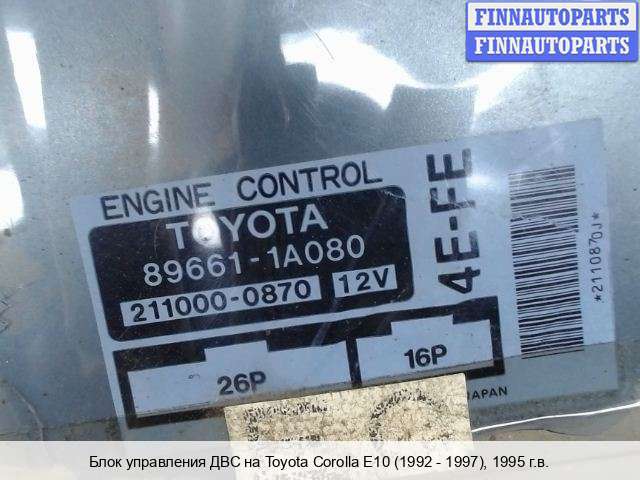 FINNAUTOPARTS
FINNAUTOPARTS
ENGINE CONTROL
TOYOTA
89661-1A080
211000-0870 12V
4E-FE
*2110870J*
26P
16P
JAPAN
Блок управления ДВС на Toyota Corolla E10 (1992 - 1997), 1995 г.в.